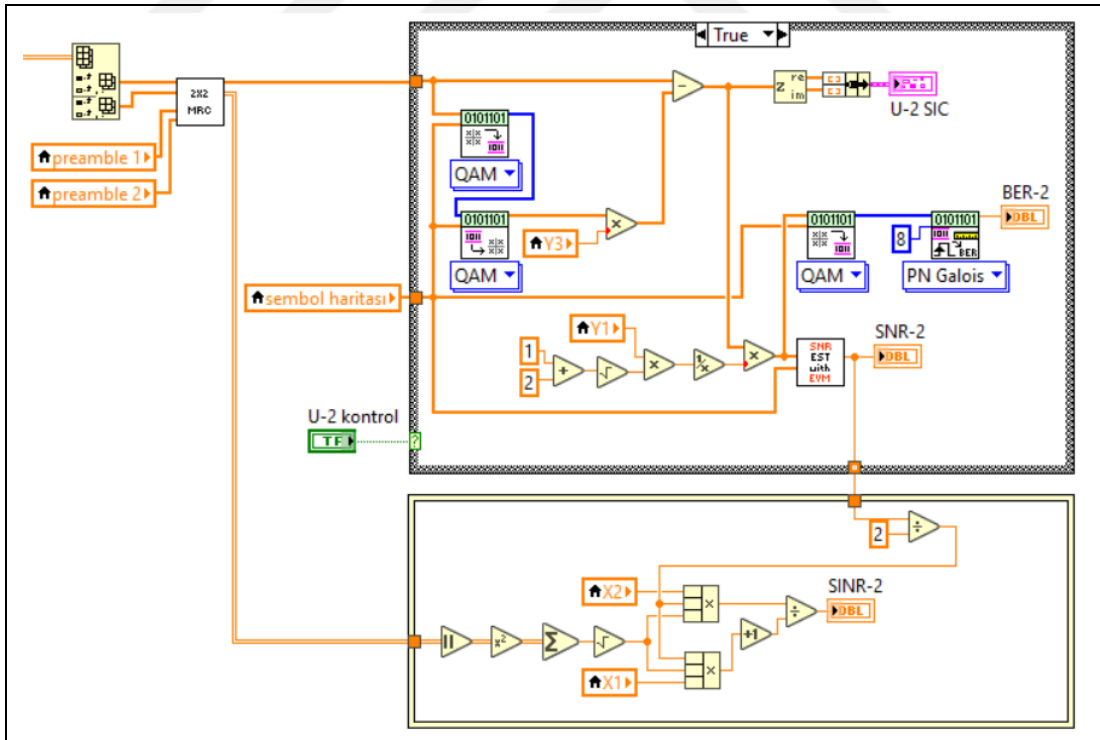 True
2X2
MRC
preamble 1
preamble 2
0101101
QAM
0101101
QAM
Y3
re
z
im
U-2 SIC
0101101
QAM
8
0101101
BER
PN Galois
BER-2
DBL
sembol haritası
Y1
1
2
+
√
x
1/x
x
SNR
EST
with
EVM
SNR-2
DBL
U-2 kontrol
TF
?
2
÷
X2
x
SINR-2
DBL
÷
+1
||
x²
Σ
√
x
X1